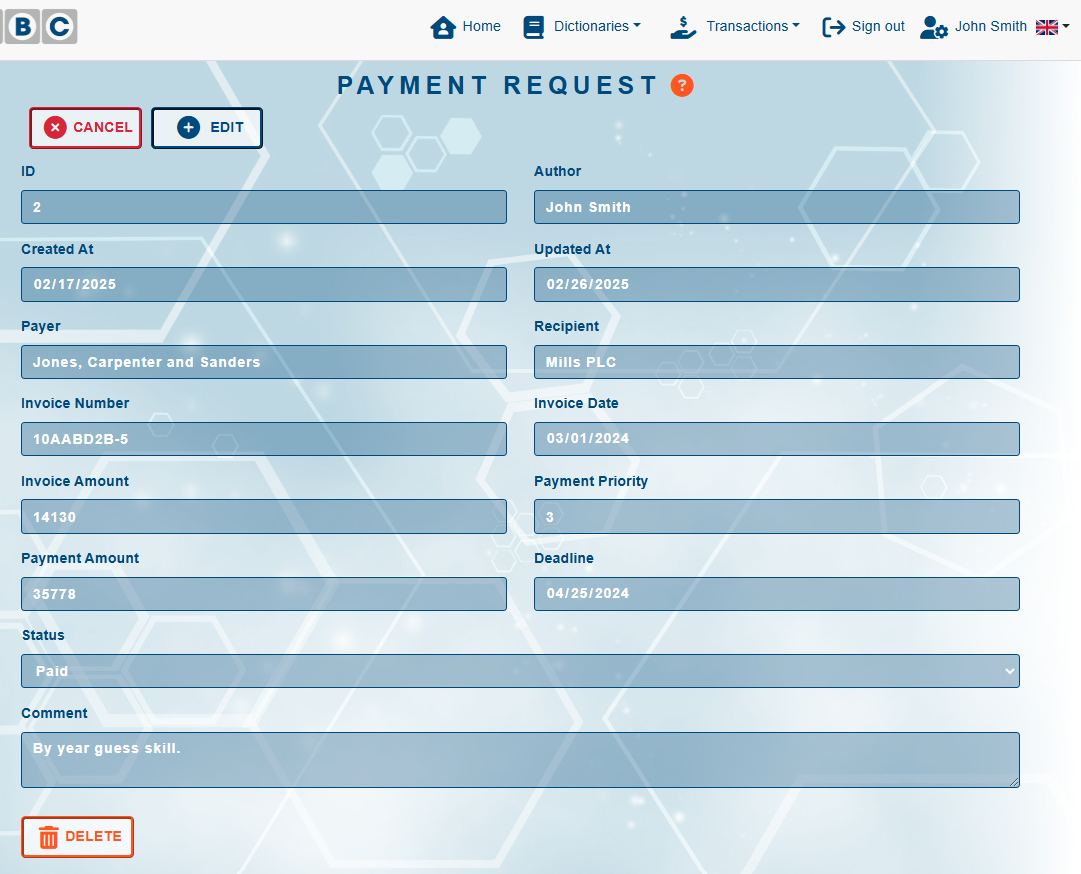 B C Home Dictionaries Transactions Sign out John Smith
PAYMENT REQUEST ?
CANCEL EDIT
ID Author
2 John Smith
Created At Updated At
02/17/2025 02/26/2025
Payer Recipient
Jones, Carpenter and Sanders Mills PLC
Invoice Number Invoice Date
10AABD2B-5 03/01/2024
Invoice Amount Payment Priority
14130 3
Payment Amount Deadline
35778 04/25/2024
Status
Paid
Comment
By year guess skill.
DELETE